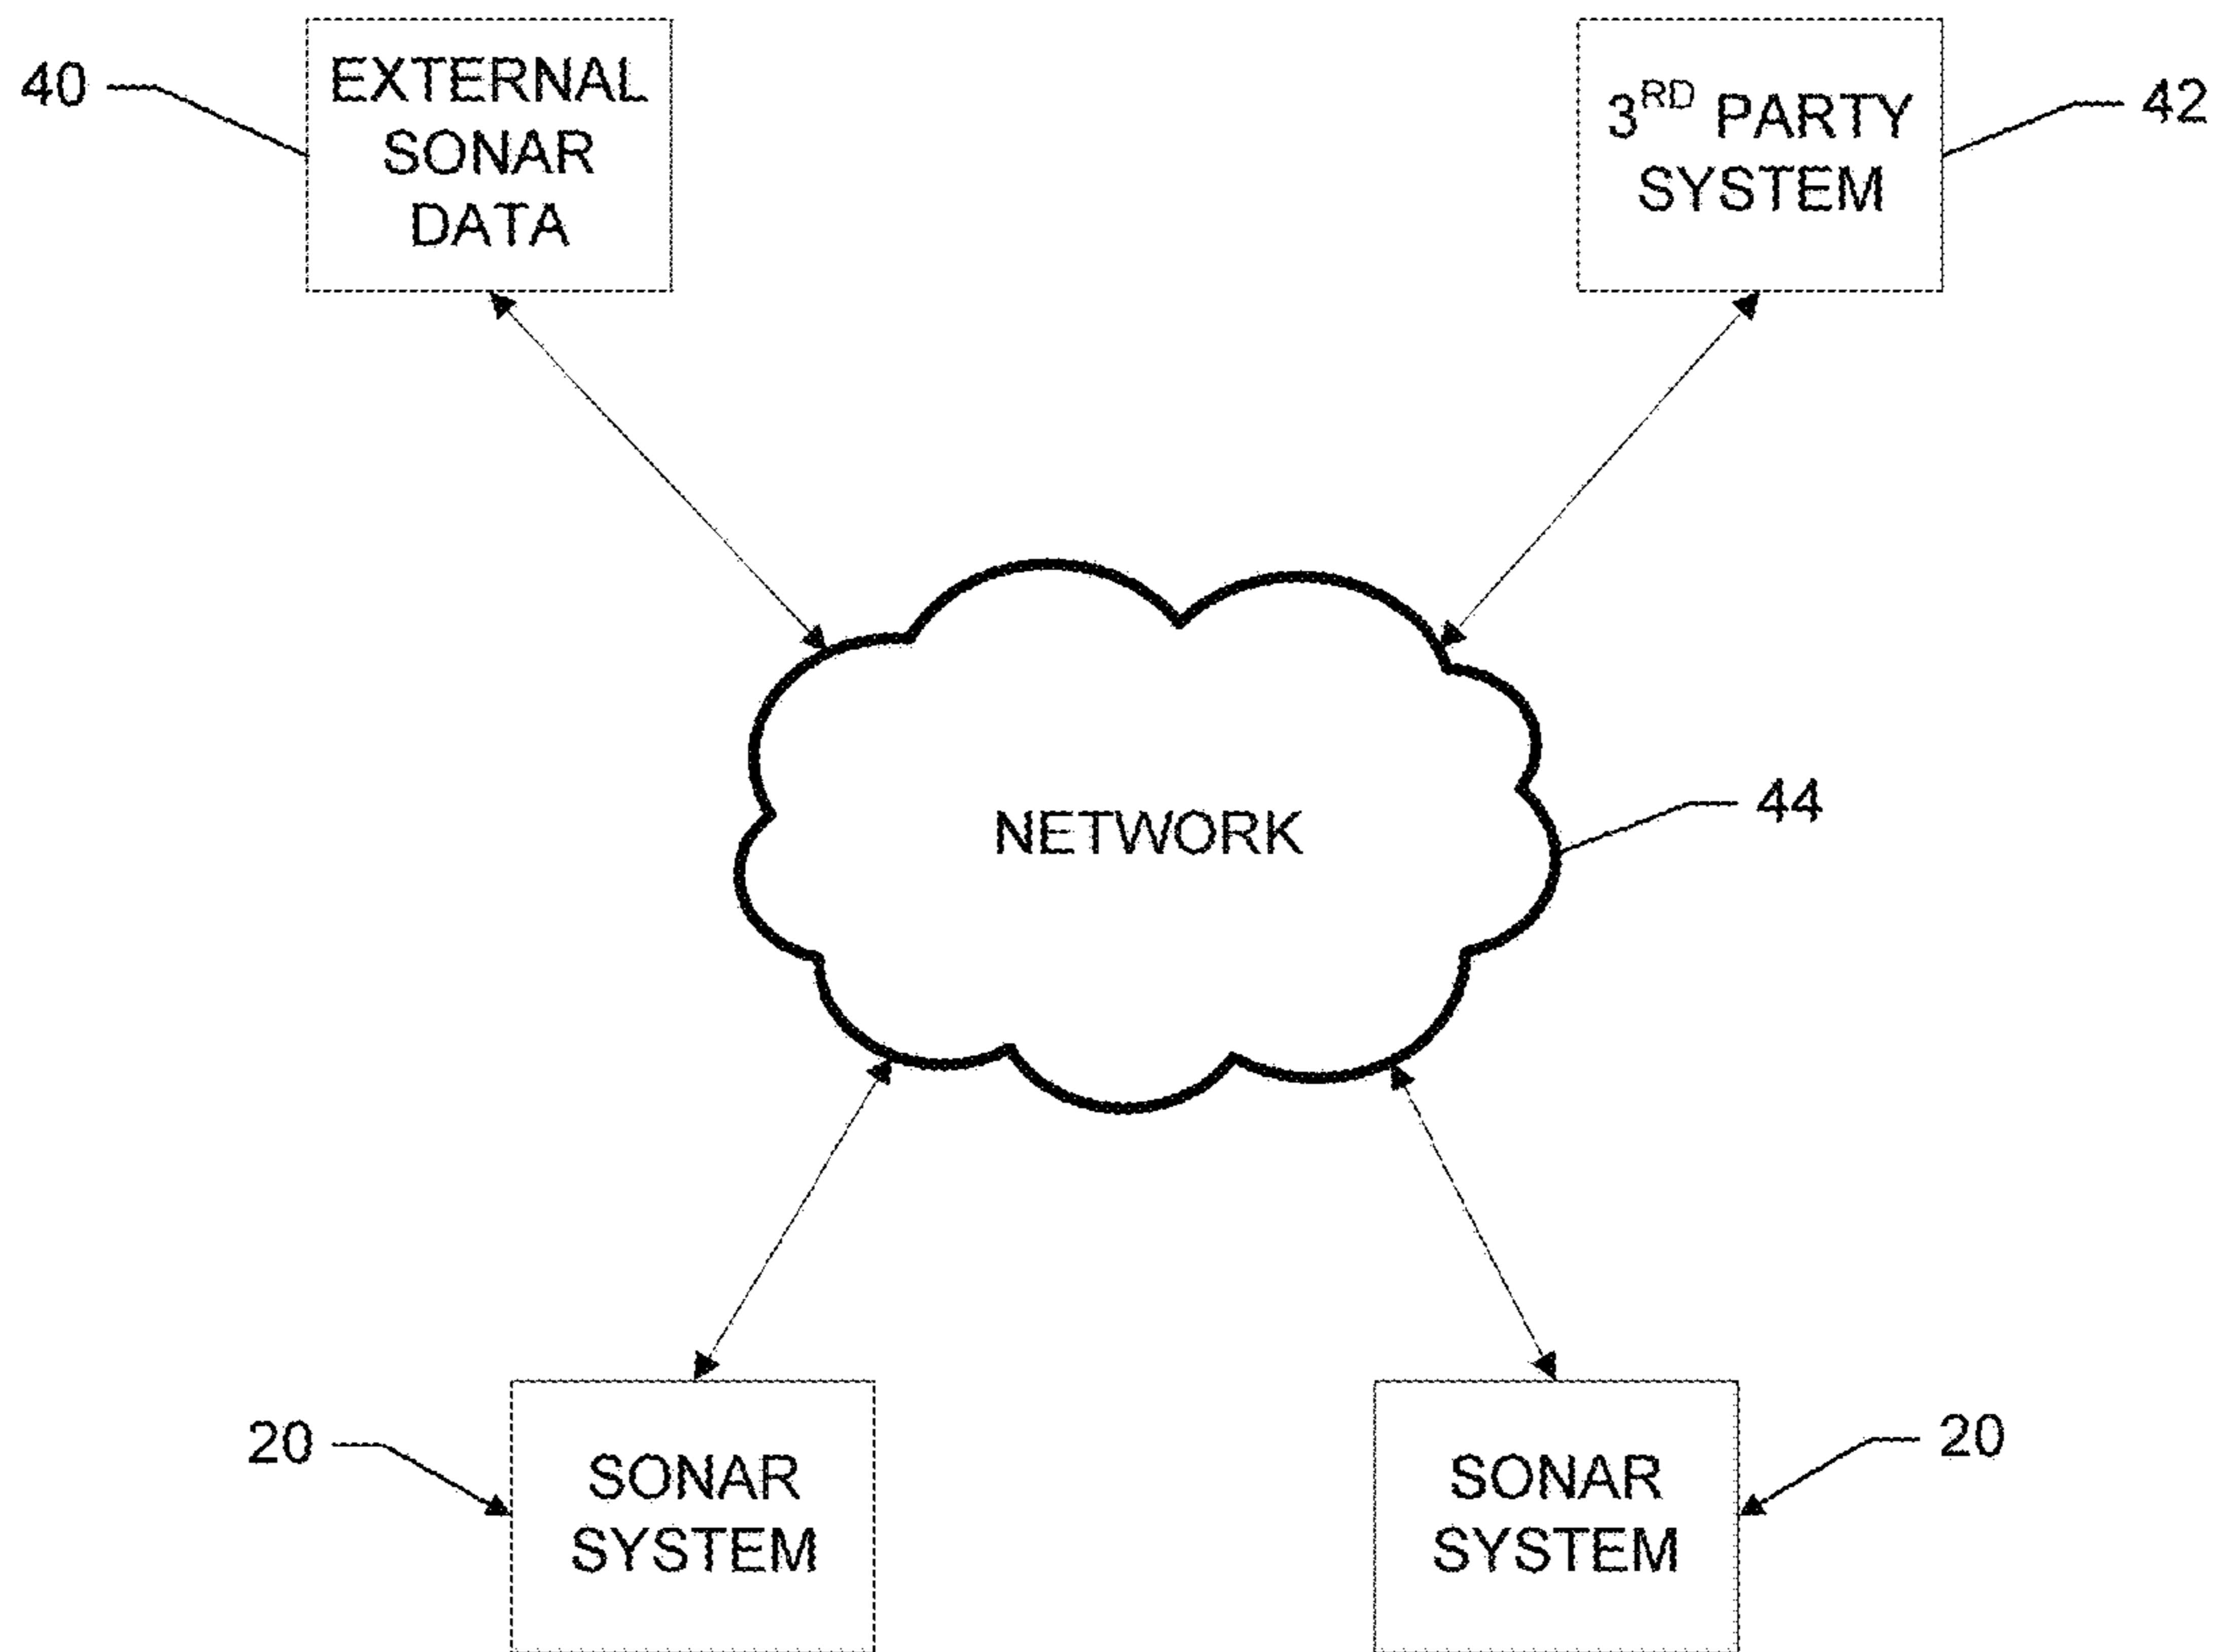 40
EXTERNAL
SONAR
DATA
3RD PARTY
SYSTEM
42
NETWORK
44
20
SONAR
SYSTEM
SONAR
SYSTEM
20